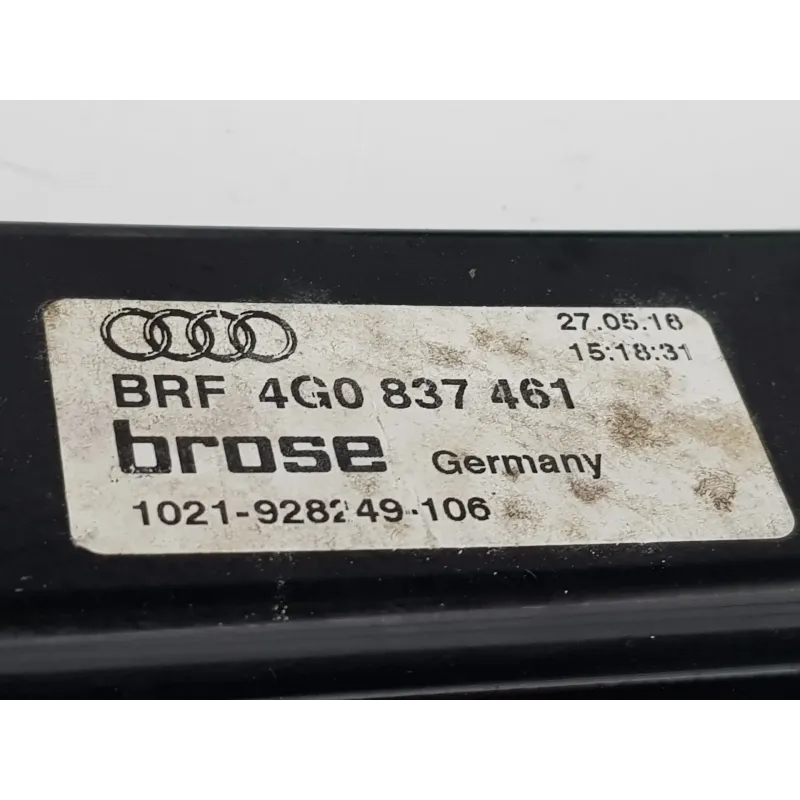 27.05.16
15:18:31
BRF 4G0 837 461
brose Germany
1021-928249-106